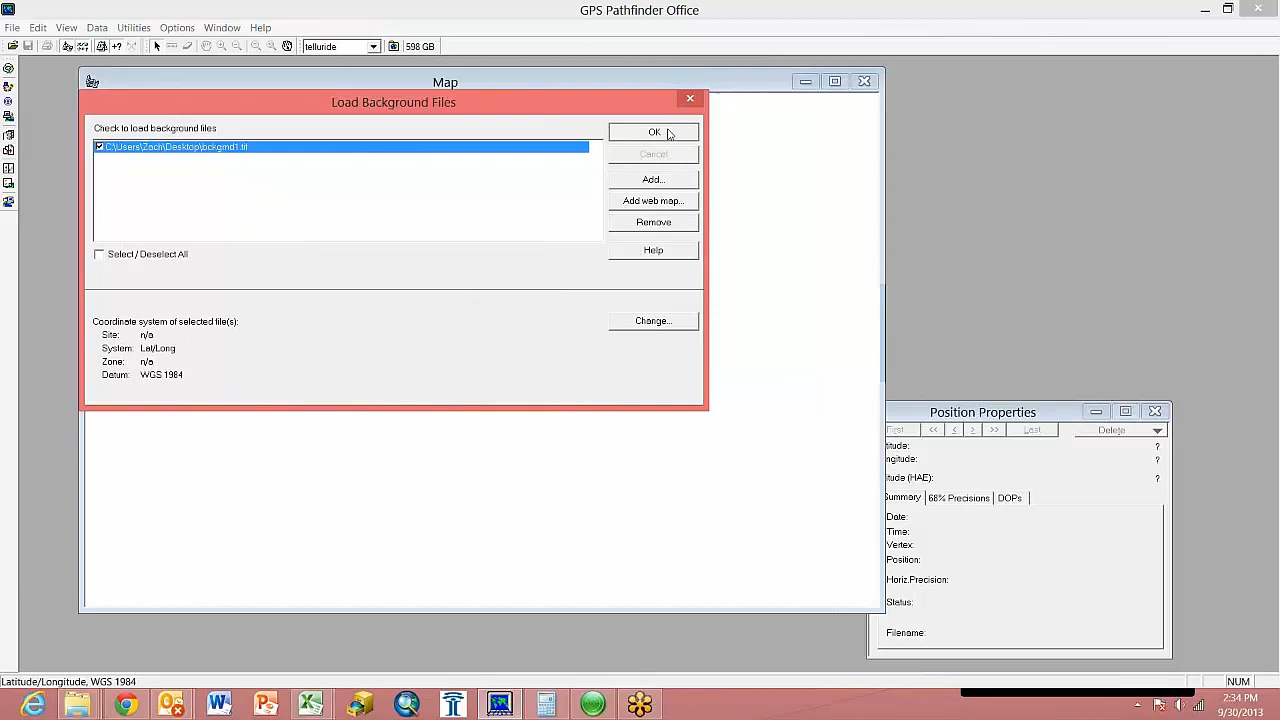 GPS Pathfinder Office
File Edit View Data Utilities Options Window Help
telluride 598 GB
Map
Load Background Files
Check to load background files
C:\Users\Zach\Desktop\bckgrnd1.tif
OK
Cancel
Add...
Add web map...
Remove
Help
Select / Deselect All
Coordinate system of selected file(s):
Change...
Site: n/a
System: Lat/Long
Zone: n/a
Datum: WGS 1984
Position Properties
First << < > >> Last Delete
titude: ?
ngitude: ?
titude (HAE): ?
Summary 68% Precisions DOPs
Date:
Time:
Vertex:
Position:
Horiz.Precision:
Status:
Filename:
Latitude/Longitude, WGS 1984
NUM
2:34 PM
9/30/2013